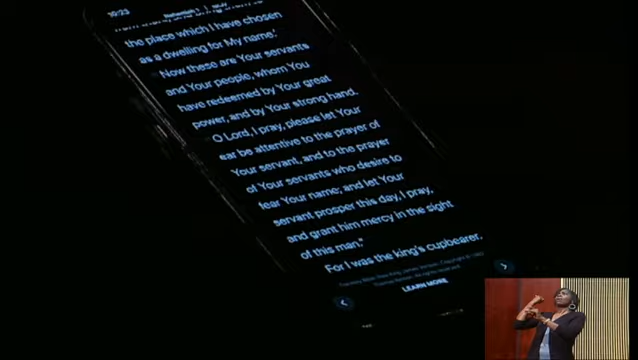 10:23
the place which I have chosen
as a dwelling for My name.'
Now these are Your servants
and Your people, whom You
have redeemed by Your great
power, and by Your strong hand.
O Lord, I pray, please let Your
ear be attentive to the prayer of
Your servant, and to the prayer
of Your servants who desire to
fear Your name; and let Your
servant prosper this day, I pray,
and grant him mercy in the sight
of this man."
For I was the king's cupbearer.
LEARN MORE